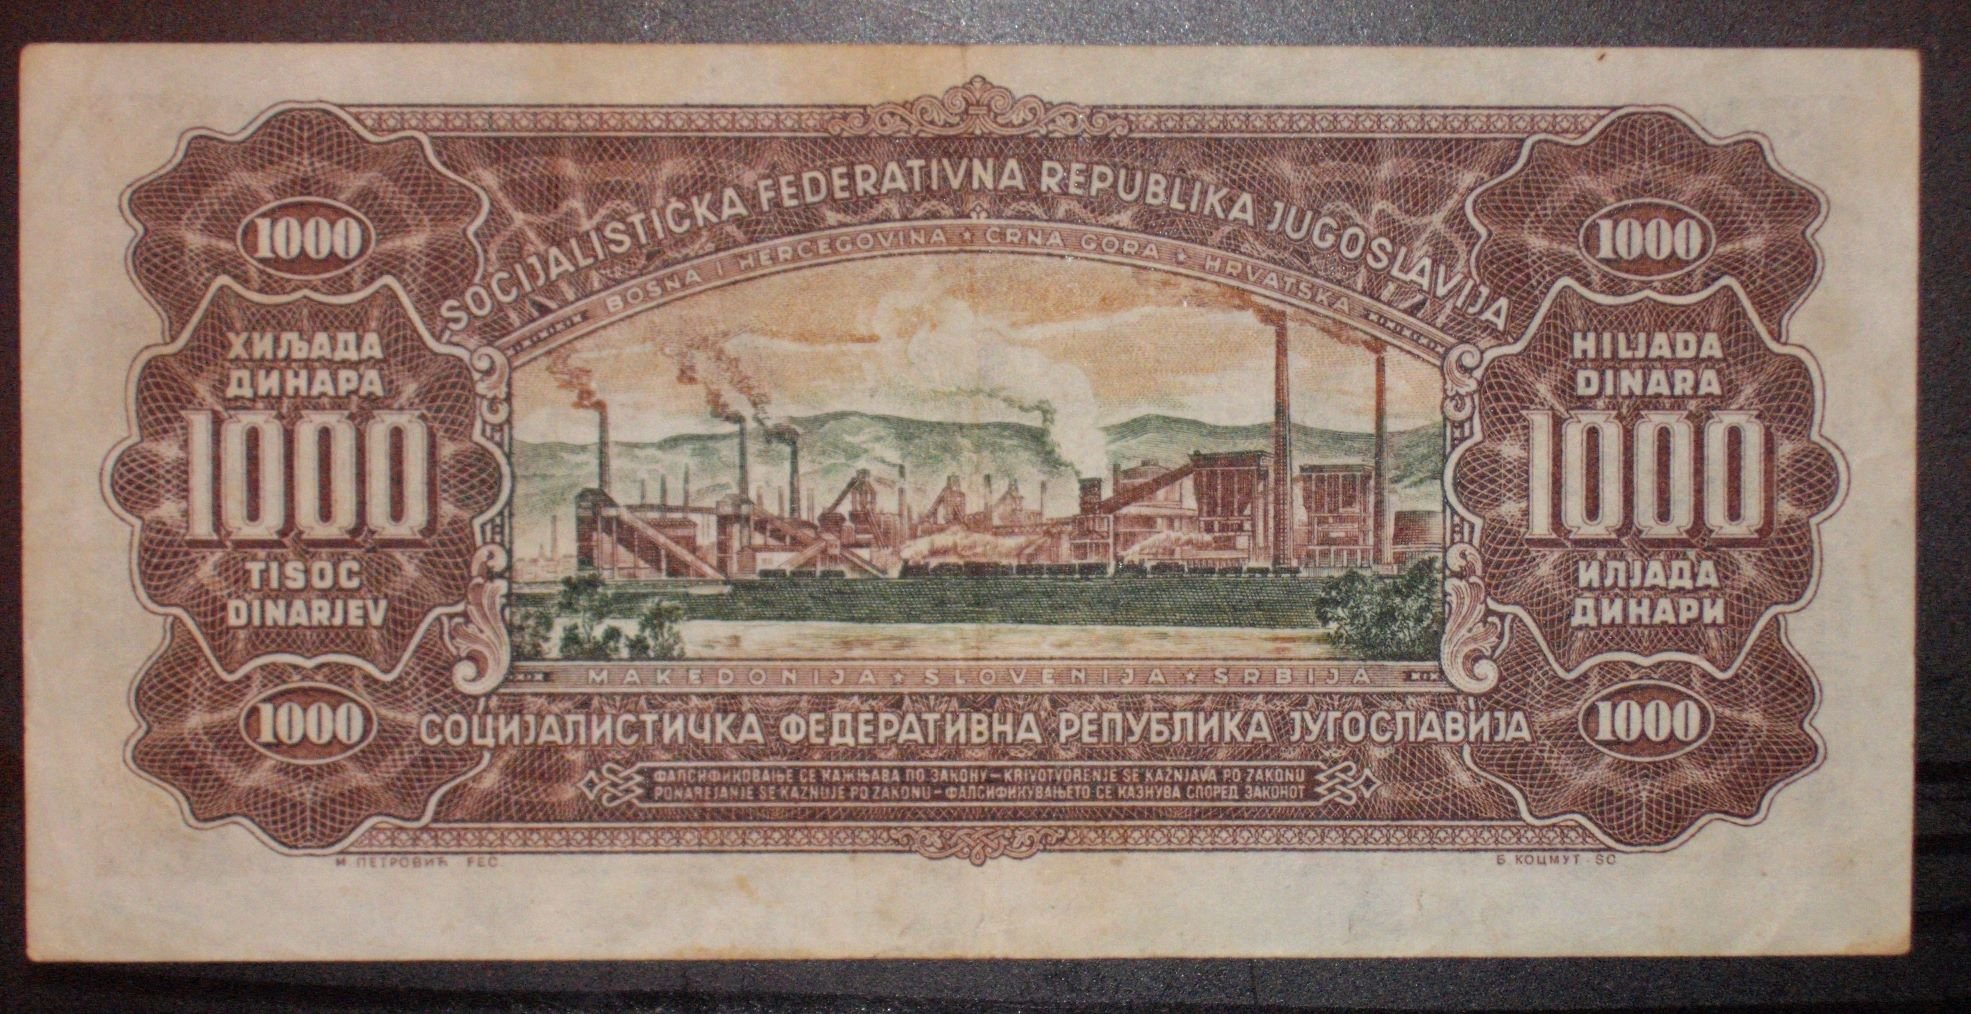 SOCIJALISTIČKA FEDERATIVNA REPUBLIKA JUGOSLAVIJA
BOSNA I HERCEGOVINA ★ CRNA GORA ★ HRVATSKA
1000
ХИЉАДА
ДИНАРА
1000
TISOČ
DINARJEV
1000
1000
HILJADA
DINARA
1000
ИЛЈАДА
ДИНАРИ
1000
MAKEDONIJA ★ SLOVENIJA ★ SRBIJA
СОЦИЈАЛИСТИЧКА ФЕДЕРАТИВНА РЕПУБЛИКА ЈУГОСЛАВИЈА
ФАЛСИФИКОВАЊЕ СЕ КАЖЊАВА ПО ЗАКОНУ – KRIVOTVORENJE SE KAŽNJAVA PO ZAKONU
PONAREJANJE SE KAZNUJE PO ZAKONU – ФАЛСИФИКУВАЊЕТО СЕ КАЗНУВА СПОРЕД ЗАКОНОТ
М. ПЕТРОВИЋ FEC.
Б. КОЦМУТ · SC